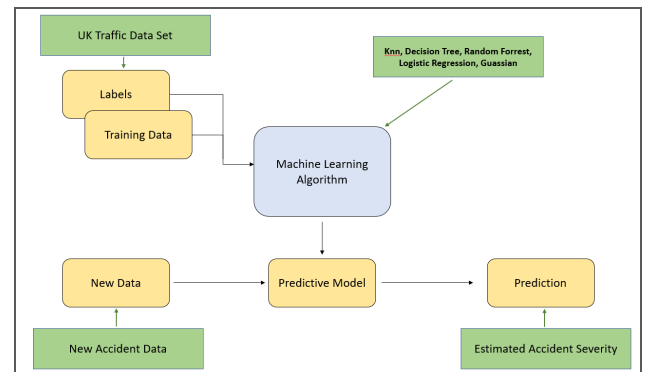 UK Traffic Data Set
Knn, Decision Tree, Random Forrest,
Logistic Regression, Guassian
Labels
Training Data
Machine Learning
Algorithm
New Data
Predictive Model
Prediction
New Accident Data
Estimated Accident Severity